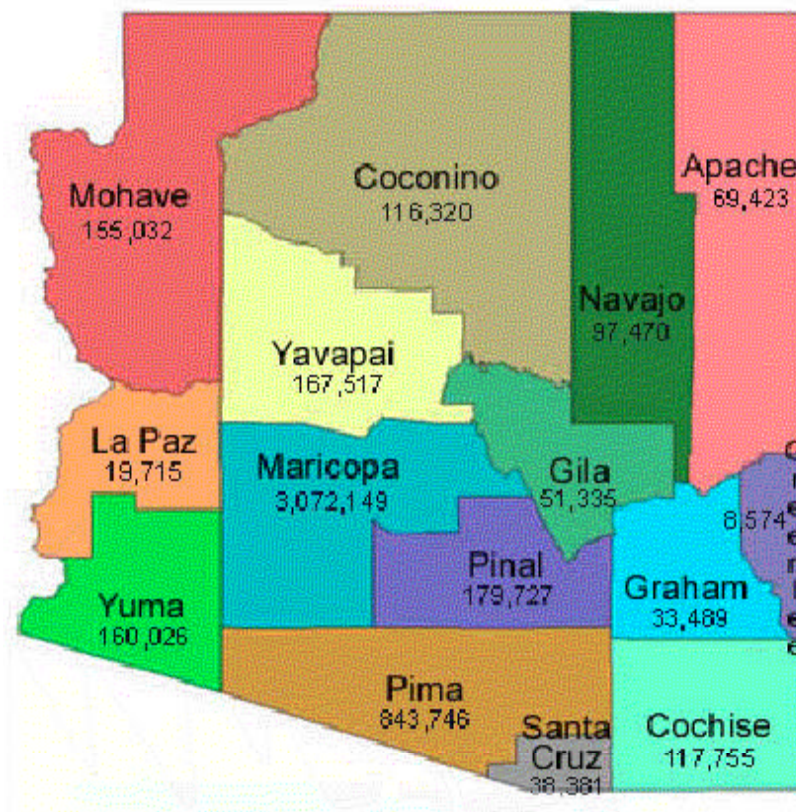 Mohave
155,032
Coconino
116,320
Navajo
97,470
Apache
69,423
Yavapai
167,517
La Paz
19,715
Maricopa
3,072,149
Gila
51,335
Greenlee
8,574
Yuma
160,026
Pinal
179,727
Graham
33,489
Pima
843,746
Santa
Cruz
38,381
Cochise
117,755